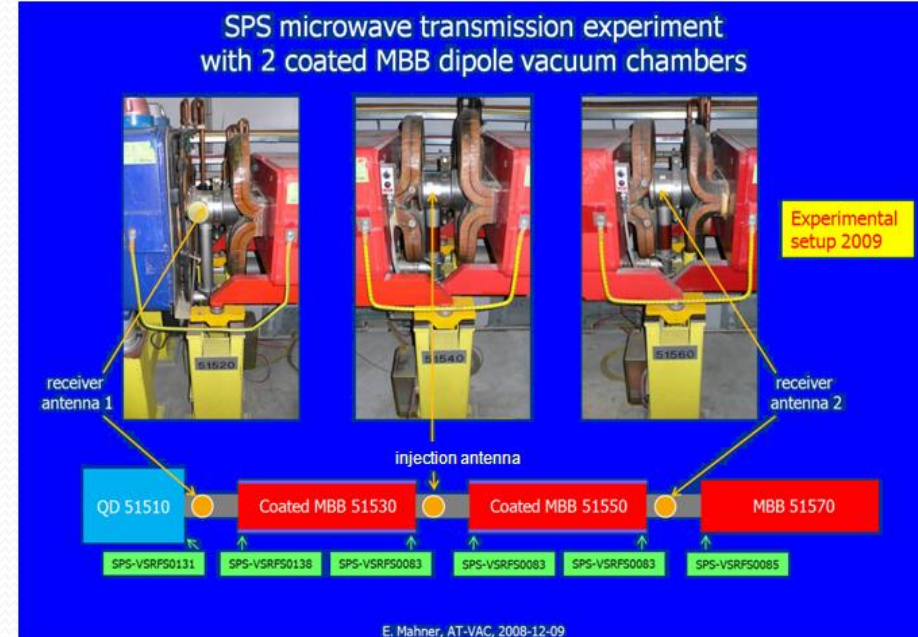 SPS microwave transmission experiment
with 2 coated MBB dipole vacuum chambers
Experimental
setup 2009
51520
51540
51560
receiver
antenna 1
receiver
antenna 2
injection antenna
QD 51510
Coated MBB 51530
Coated MBB 51550
MBB 51570
SPS-VSRFS0131
SPS-VSRFS0138
SPS-VSRFS0083
SPS-VSRFS0083
SPS-VSRFS0083
SPS-VSRFS0085
E. Mahner, AT-VAC, 2008-12-09